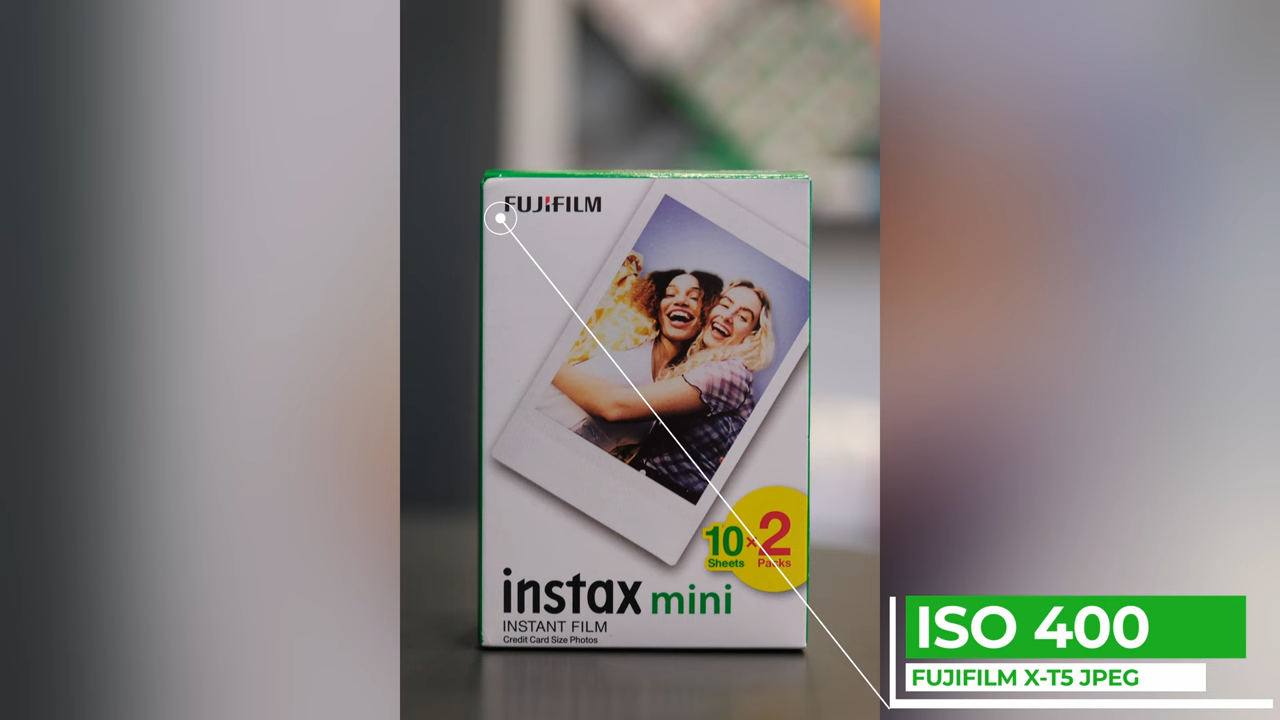 FUJIFILM
10 Sheets × 2 Packs
instax mini
INSTANT FILM
Credit Card Size Photos
ISO 400
FUJIFILM X-T5 JPEG